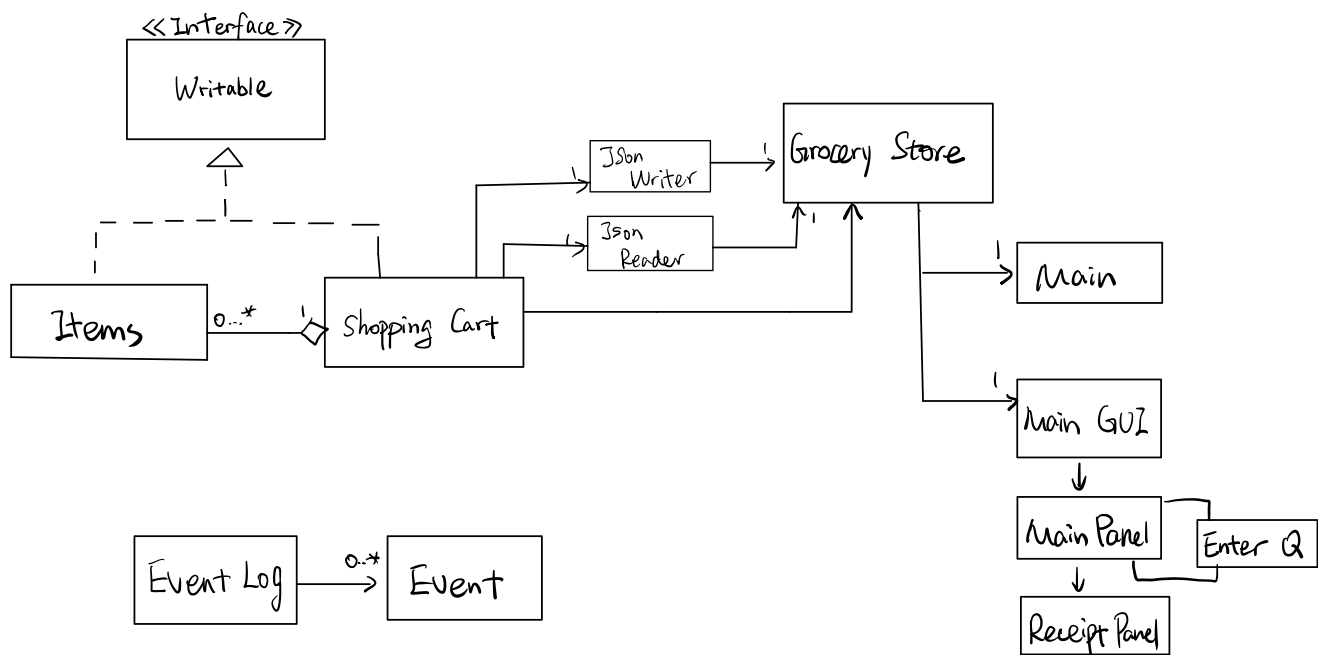 ≪Interface≫
Writable
Json
Writer
1
1
Grocery Store
Json
Reader
1
1
Items
0...*
1
Shopping Cart
1
Main
1
Main GUI
Main Panel
Enter Q
Receipt Panel
Event Log
0..*
Event